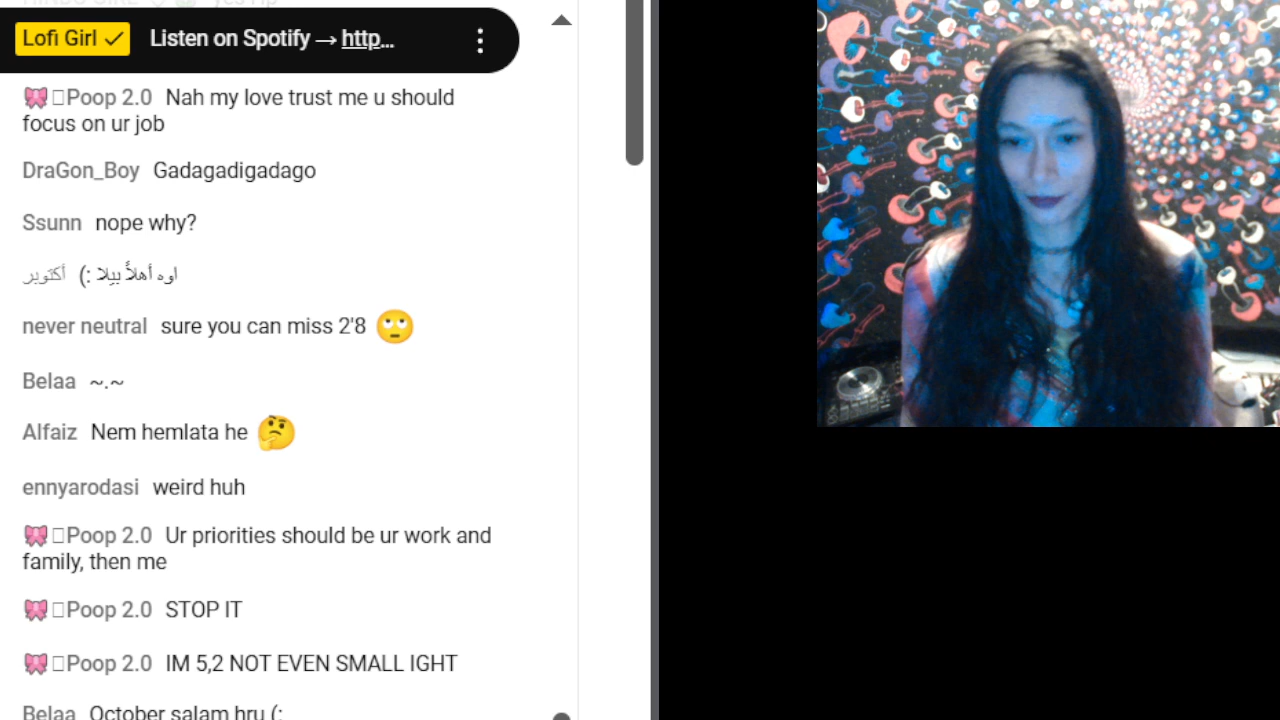 Lofi Girl ✓ Listen on Spotify → http...
🎀▯Poop 2.0 Nah my love trust me u should
focus on ur job
DraGon_Boy Gadagadigadago
Ssunn nope why?
أكتوبر اوه أهلاً بيلا :)
never neutral sure you can miss 2'8 🙄
Belaa ~.~
Alfaiz Nem hemlata he 🤔
ennyarodasi weird huh
🎀▯Poop 2.0 Ur priorities should be ur work and
family, then me
🎀▯Poop 2.0 STOP IT
🎀▯Poop 2.0 IM 5,2 NOT EVEN SMALL IGHT
Belaa October salam hru (: